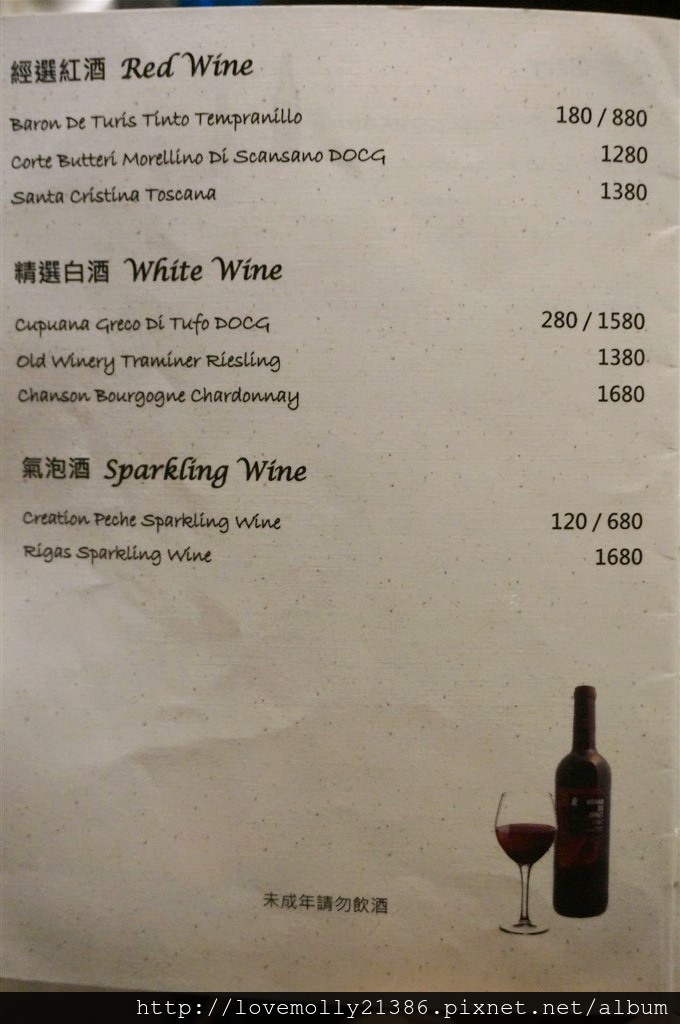 經選紅酒 Red Wine
Baron De Turis Tinto Tempranillo 180 / 880
Corte Butteri Morellino Di Scansano DOCG 1280
Santa Cristina Toscana 1380
精選白酒 White Wine
Cupuana Greco Di Tufo DOCG 280 / 1580
Old Winery Traminer Riesling 1380
Chanson Bourgogne Chardonnay 1680
氣泡酒 Sparkling Wine
Creation Peche Sparkling Wine 120 / 680
Rigas Sparkling Wine 1680
未成年請勿飲酒
http://lovemolly21386.pixnet.net/album